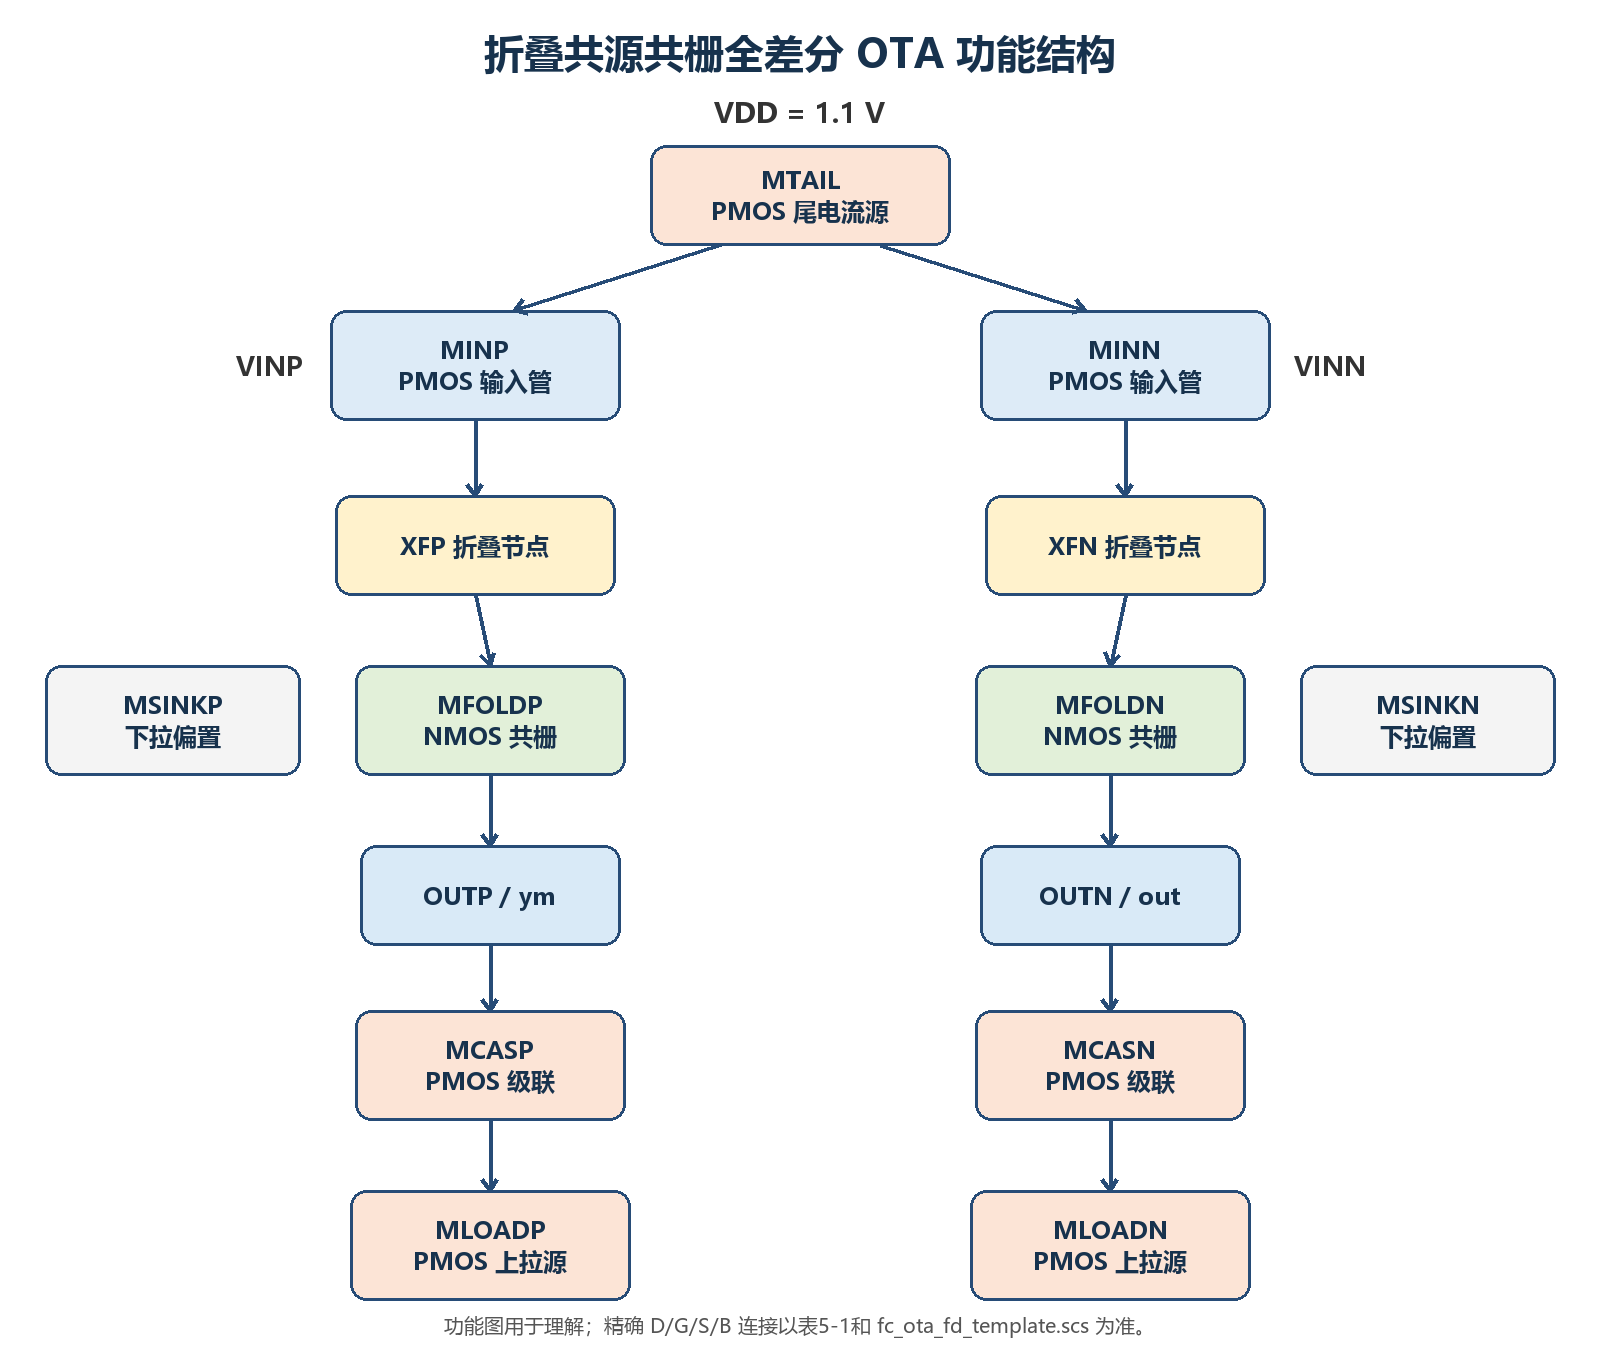 折叠共源共栅全差分 OTA 功能结构
VDD = 1.1 V
MTAIL
PMOS 尾电流源
VINP
MINP
PMOS 输入管
MINN
PMOS 输入管
VINN
XFP 折叠节点
XFN 折叠节点
MSINKP
下拉偏置
MFOLDP
NMOS 共栅
MFOLDN
NMOS 共栅
MSINKN
下拉偏置
OUTP / ym
OUTN / out
MCASP
PMOS 级联
MCASN
PMOS 级联
MLOADP
PMOS 上拉源
MLOADN
PMOS 上拉源
功能图用于理解；精确 D/G/S/B 连接以表5-1和 fc_ota_fd_template.scs 为准。